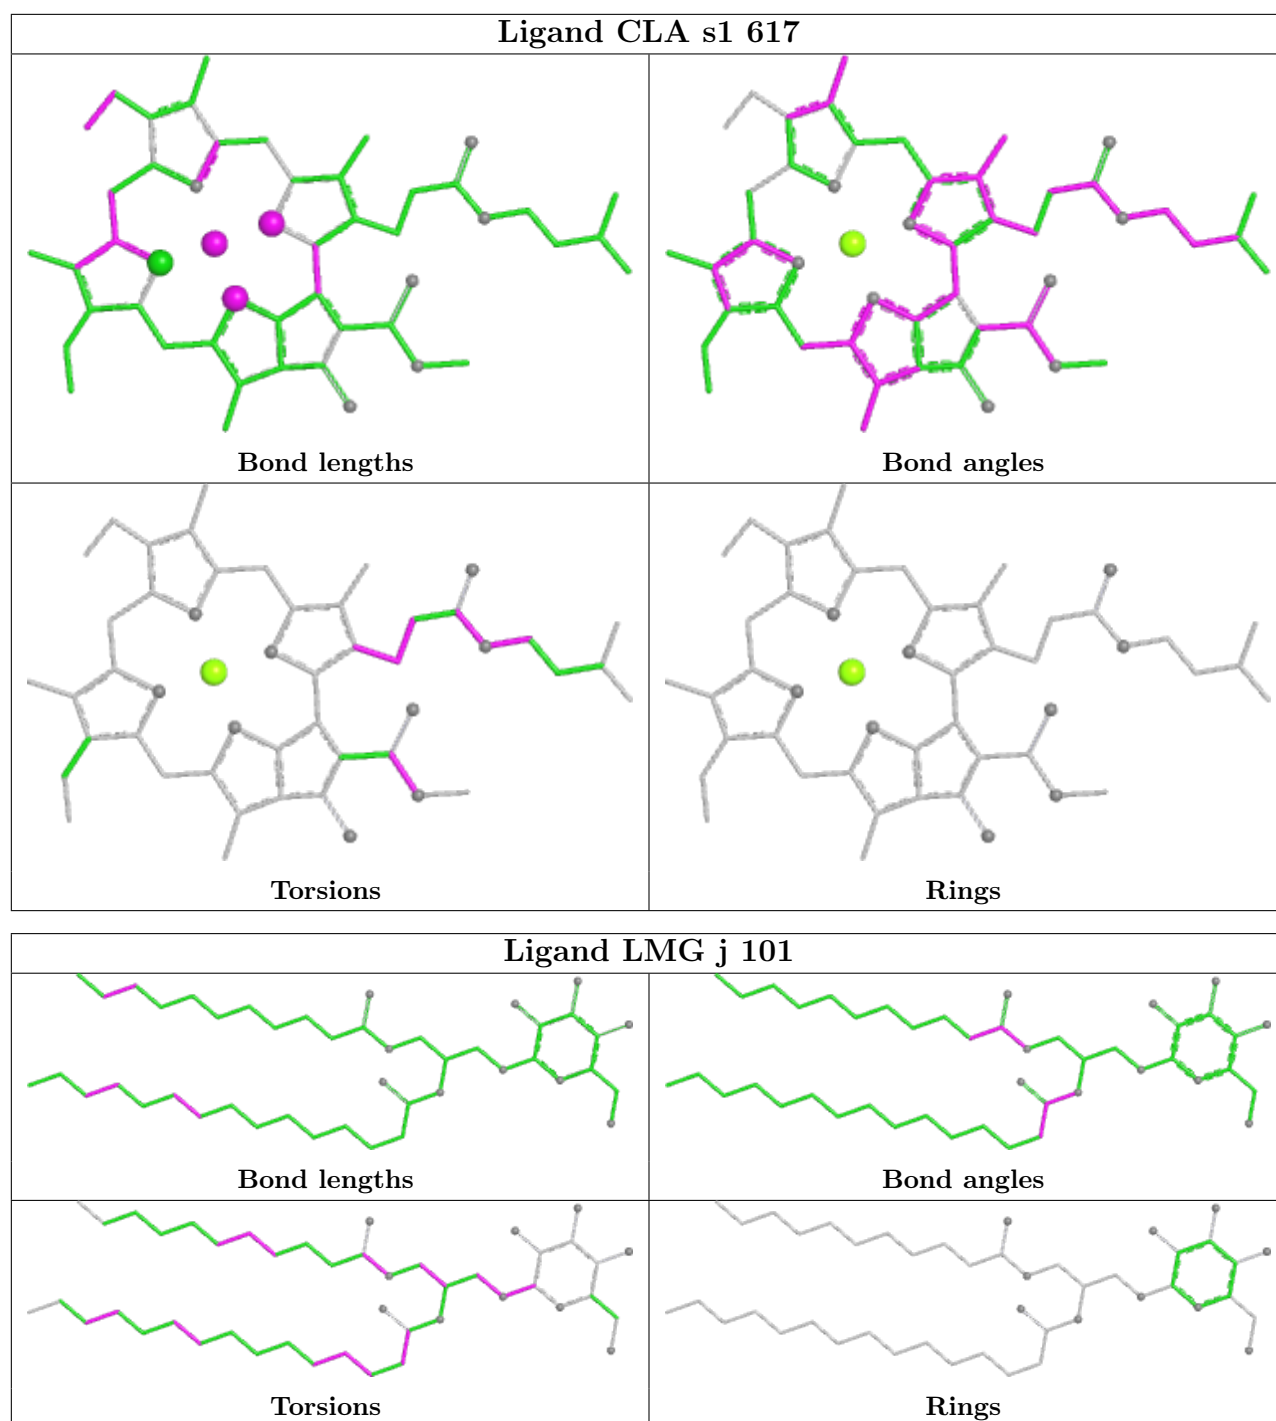 Ligand CLA s1 617
Bond lengths
Bond angles
Torsions
Rings
Ligand LMG j 101
Bond lengths
Bond angles
Torsions
Rings